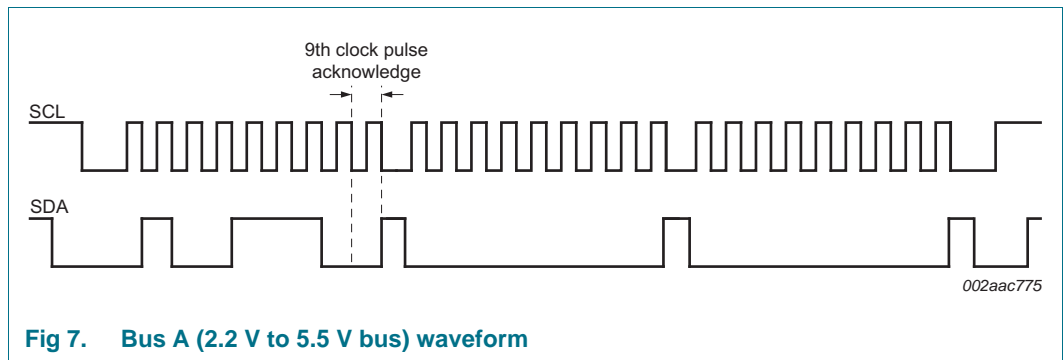 9th clock pulse
acknowledge
SCL
SDA
002aac775
Fig 7. Bus A (2.2 V to 5.5 V bus) waveform